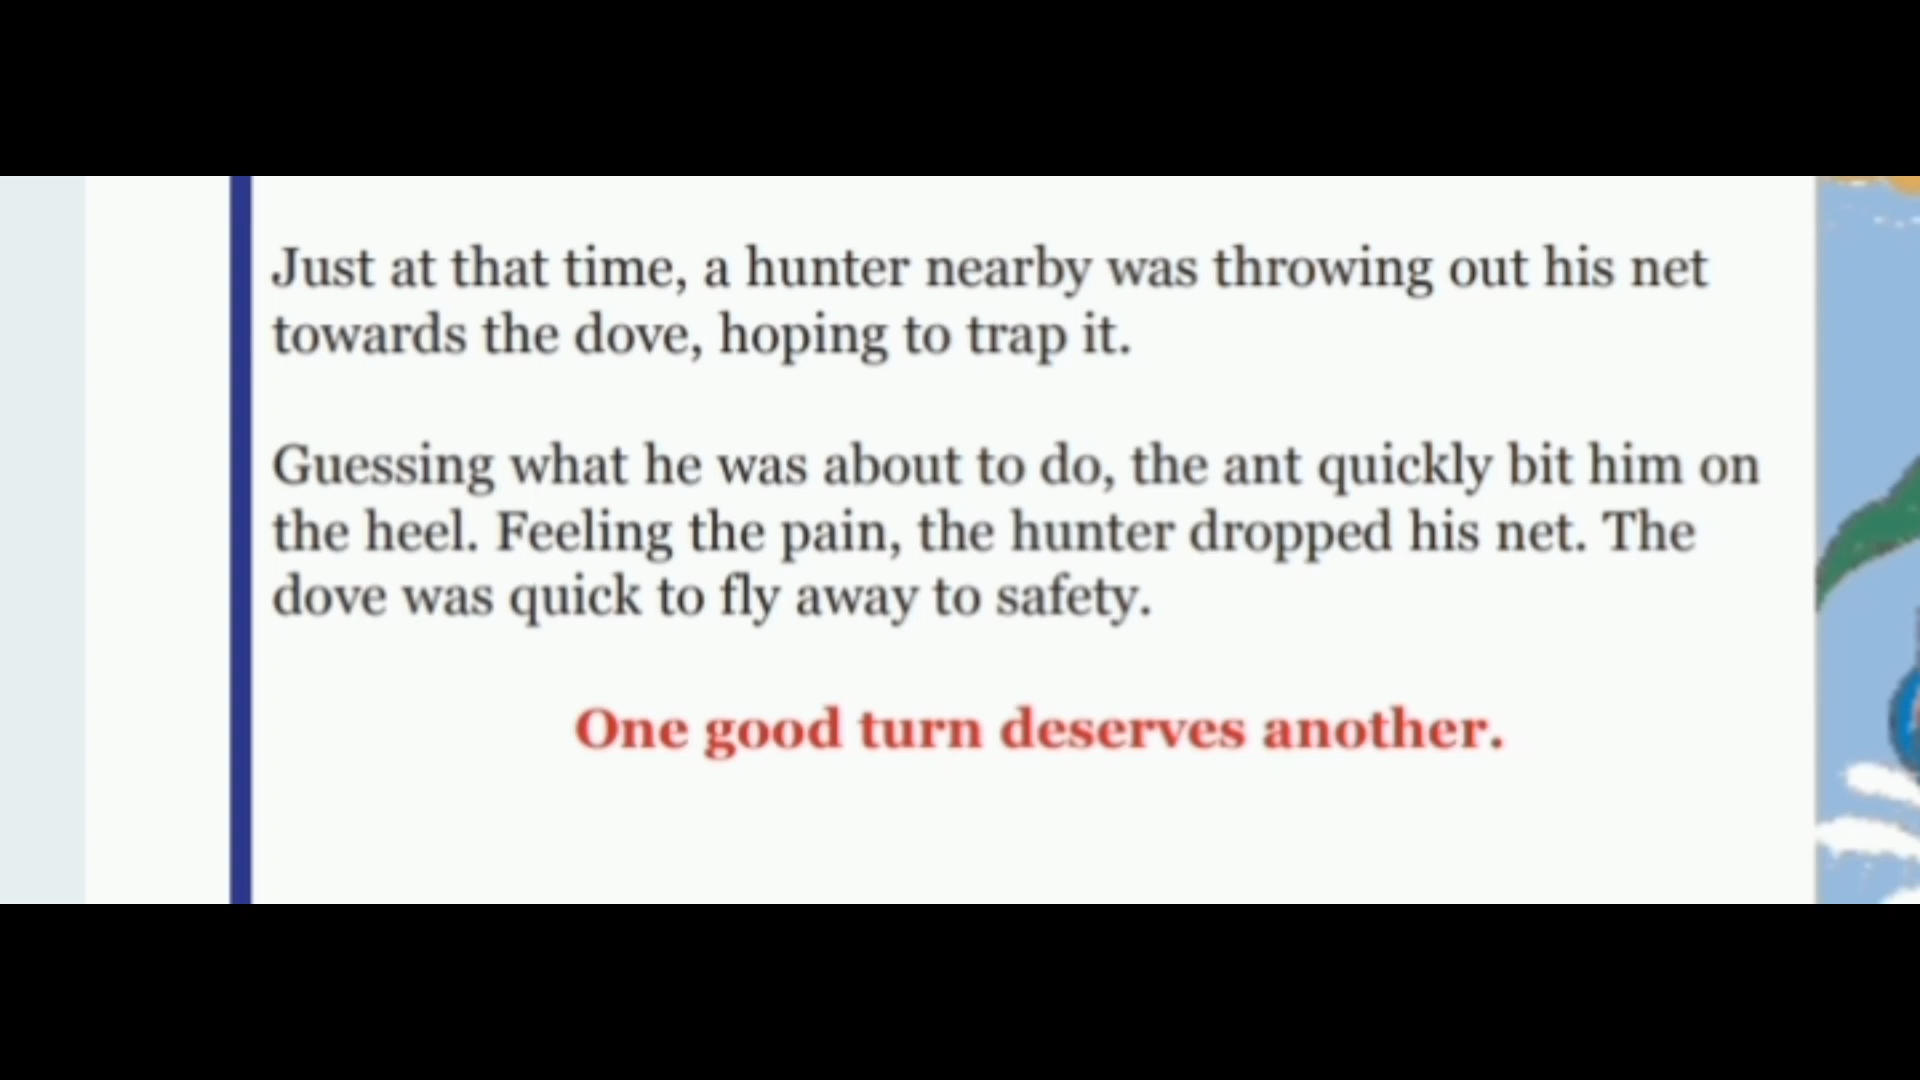 Just at that time, a hunter nearby was throwing out his net
towards the dove, hoping to trap it.
Guessing what he was about to do, the ant quickly bit him on
the heel. Feeling the pain, the hunter dropped his net. The
dove was quick to fly away to safety.
One good turn deserves another.